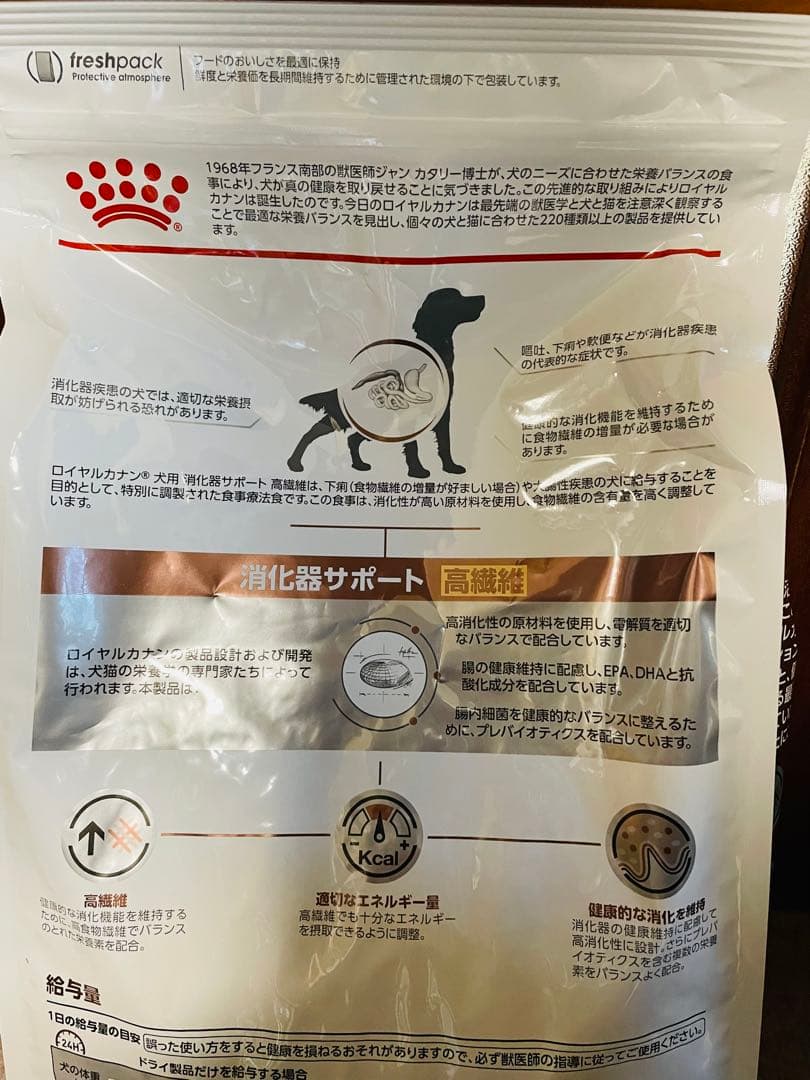 freshpack
Protective atmosphere
フードのおいしさを最適に保持
鮮度と栄養価を長期間維持するために管理された環境の下で包装しています。
1968年フランス南部の獣医師ジャン カタリー博士が、犬のニーズに合わせた栄養バランスの食
事により、犬が真の健康を取り戻せることに気づきました。この先進的な取り組みによりロイヤル
カナンは誕生したのです。今日のロイヤルカナンは最先端の獣医学と犬と猫を注意深く観察する
ことで最適な栄養バランスを見出し、個々の犬と猫に合わせた220種類以上の製品を提供してい
ます。
®
嘔吐、下痢や軟便などが消化器疾患
の代表的な症状です。
消化器疾患の犬では、適切な栄養摂
取が妨げられる恐れがあります。
健康的な消化機能を維持するため
に食物繊維の増量が必要な場合が
あります。
ロイヤルカナン® 犬用 消化器サポート 高繊維は、下痢（食物繊維の増量が好ましい場合）や大腸性疾患の犬に給与することを
目的として、特別に調製された食事療法食です。この食事は、消化性が高い原材料を使用し、食物繊維の含有量を高く調整して
います。
消化器サポート 高繊維
ロイヤルカナンの製品設計および開発
は、犬猫の栄養学の専門家たちによって
行われます。本製品は、
高消化性の原材料を使用し、電解質を適切
なバランスで配合しています。
腸の健康維持に配慮し、EPA、DHAと抗
酸化成分を配合しています。
腸内細菌を健康的なバランスに整えるた
めに、プレバイオティクスを配合しています。
高繊維
健康的な消化機能を維持する
ために、高食物繊維でバランス
のとれた栄養素を配合。
- +
Kcal
適切なエネルギー量
高繊維でも十分なエネルギー
を摂取できるように調整。
健康的な消化を維持
消化器の健康維持に配慮して
高消化性に設計。さらにプレバ
イオティクスを含む複数の栄養
素をバランスよく配合。
給与量
1日の給与量の目安 誤った使い方をすると健康を損ねるおそれがありますので、必ず獣医師の指導に従ってご使用ください。
24H
ドライ製品だけを給与する場合
犬の体重